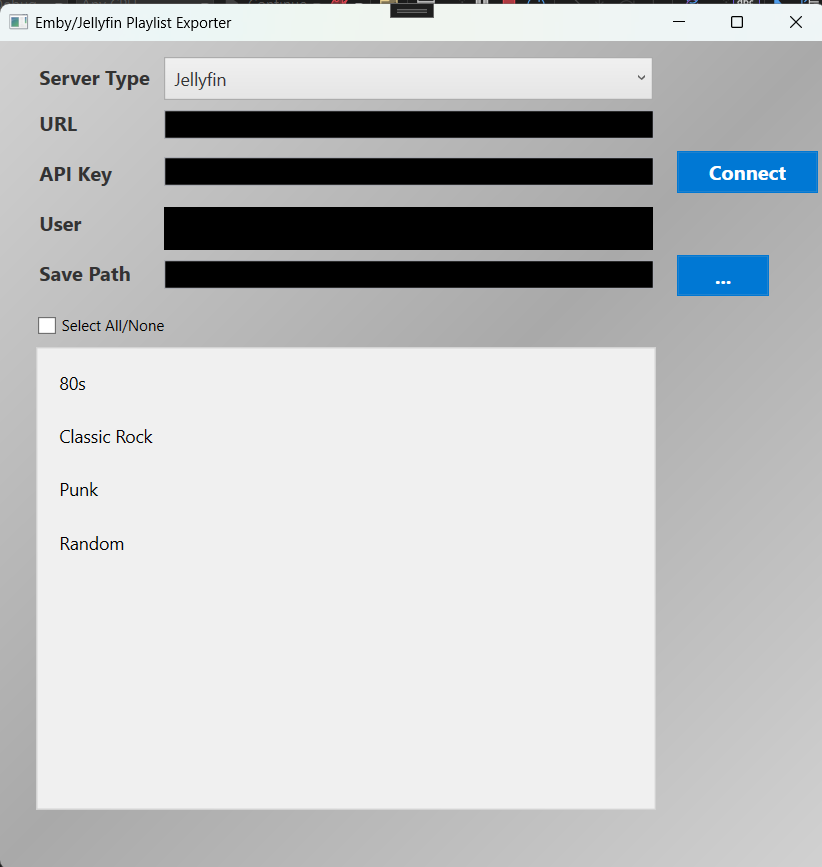 Emby/Jellyfin Playlist Exporter
Server Type
Jellyfin
URL
API Key
Connect
User
Save Path
...
Select All/None
80s
Classic Rock
Punk
Random